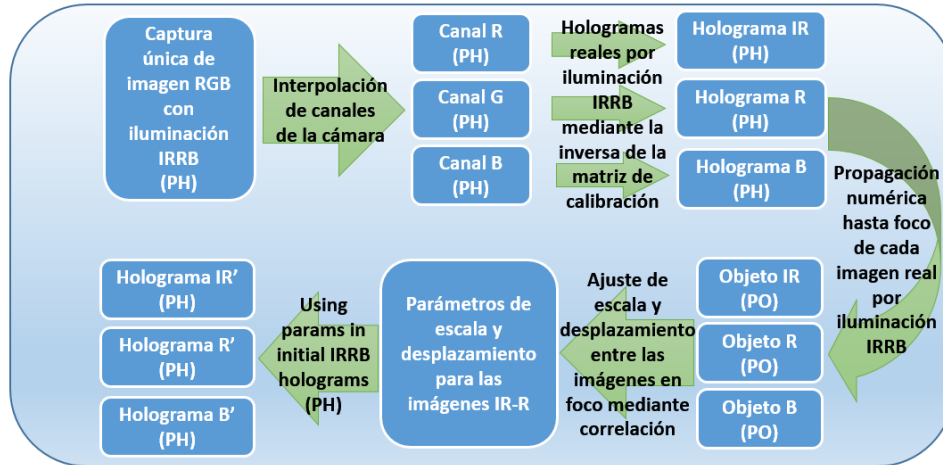 Captura
única de
imagen RGB
con
iluminación
IRRB
(PH)
Interpolación
de canales
de la cámara
Canal R
(PH)
Canal G
(PH)
Canal B
(PH)
Hologramas
reales por
iluminación
IRRB
mediante la
inversa de la
matriz de
calibración
Holograma IR
(PH)
Holograma R
(PH)
Holograma B
(PH)
Propagación
numérica
hasta foco
de cada
imagen real
por
iluminación
IRRB
Objeto IR
(PO)
Objeto R
(PO)
Objeto B
(PO)
Ajuste de
escala y
desplazamiento
entre las
imágenes en
foco mediante
correlación
Parámetros de
escala y
desplazamiento
para las
imágenes IR-R
Using
params in
initial IRRB
holograms
(PH)
Holograma IR’
(PH)
Holograma R’
(PH)
Holograma B’
(PH)